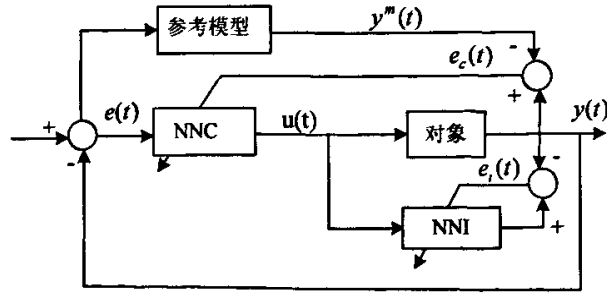 参考模型
y^m(t)
-
e_c(t)
+
+
e(t)
NNC
u(t)
对象
y(t)
-
-
e_i(t)
NNI
+